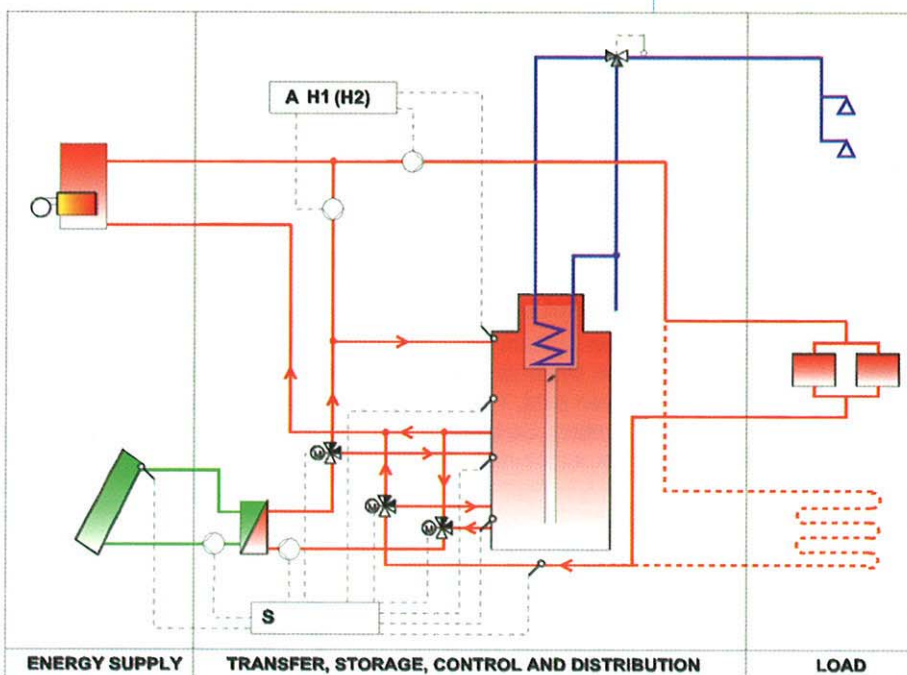 A H1 (H2)
M
M
M
S
ENERGY SUPPLY
TRANSFER, STORAGE, CONTROL AND DISTRIBUTION
LOAD